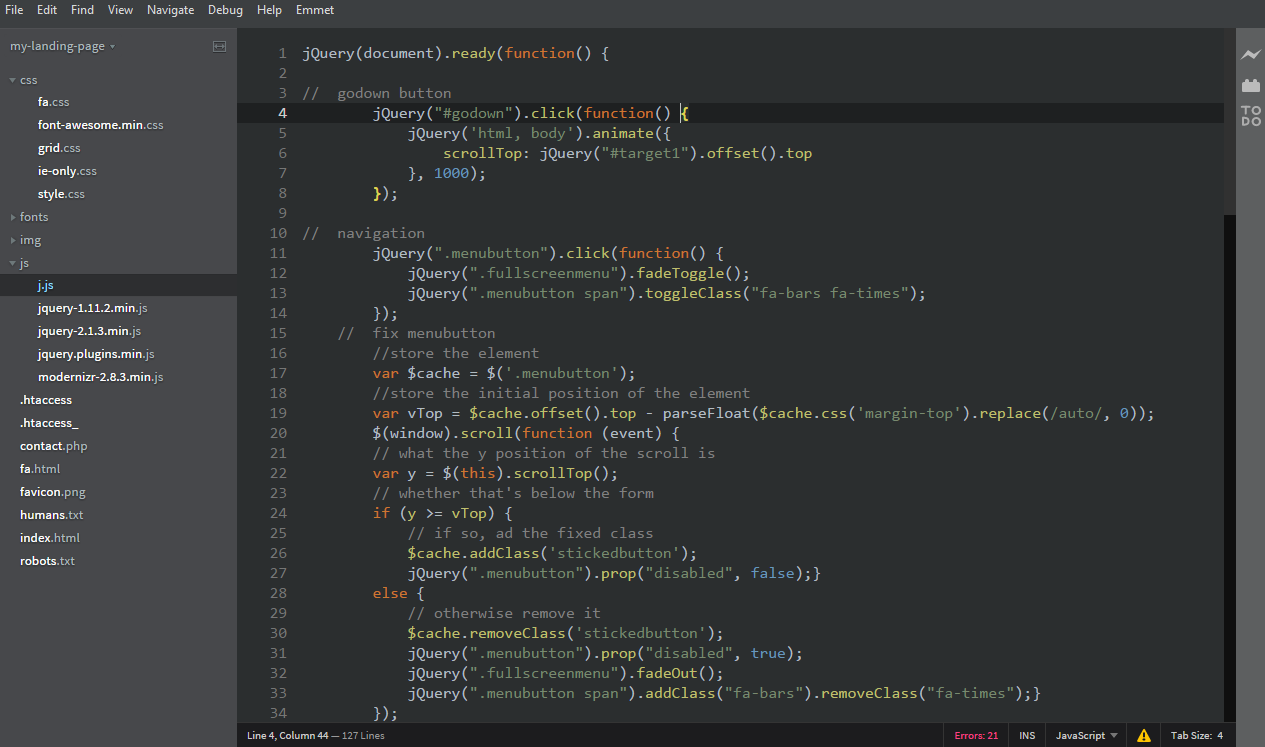 File Edit Find View Navigate Debug Help Emmet
my-landing-page
css
fa.css
font-awesome.min.css
grid.css
ie-only.css
style.css
fonts
img
js
j.js
jquery-1.11.2.min.js
jquery-2.1.3.min.js
jquery.plugins.min.js
modernizr-2.8.3.min.js
.htaccess
.htaccess_
contact.php
fa.html
favicon.png
humans.txt
index.html
robots.txt
1 jQuery(document).ready(function() {
2
3 //  godown button
4         jQuery("#godown").click(function() {
5             jQuery('html, body').animate({
6                 scrollTop: jQuery("#target1").offset().top
7             }, 1000);
8         });
9
10 //  navigation
11         jQuery(".menubutton").click(function() {
12             jQuery(".fullscreenmenu").fadeToggle();
13             jQuery(".menubutton span").toggleClass("fa-bars fa-times");
14         });
15     //  fix menubutton
16         //store the element
17         var $cache = $('.menubutton');
18         //store the initial position of the element
19         var vTop = $cache.offset().top - parseFloat($cache.css('margin-top').replace(/auto/, 0));
20         $(window).scroll(function (event) {
21         // what the y position of the scroll is
22         var y = $(this).scrollTop();
23         // whether that's below the form
24         if (y >= vTop) {
25             // if so, ad the fixed class
26             $cache.addClass('stickedbutton');
27             jQuery(".menubutton").prop("disabled", false);}
28         else {
29             // otherwise remove it
30             $cache.removeClass('stickedbutton');
31             jQuery(".menubutton").prop("disabled", true);
32             jQuery(".fullscreenmenu").fadeOut();
33             jQuery(".menubutton span").addClass("fa-bars").removeClass("fa-times");}
34         });
TO
DO
Line 4, Column 44 — 127 Lines Errors: 21 INS JavaScript Tab Size: 4